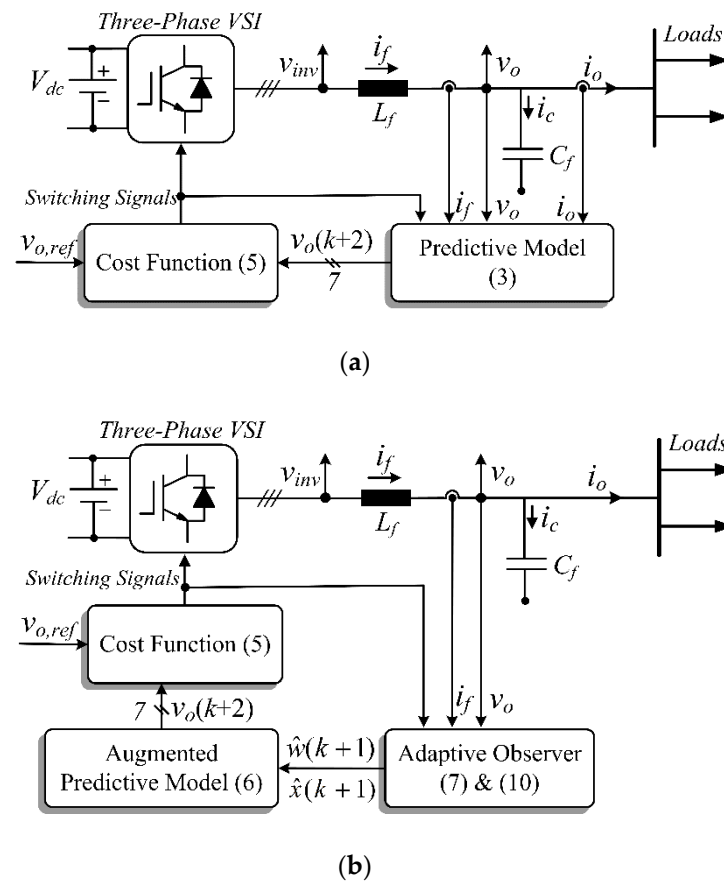 Three-Phase VSI
V_dc
+
−
v_inv
i_f
L_f
v_o
i_o
Loads
i_c
C_f
Switching Signals
i_f
v_o
i_o
v_o,ref
Cost Function (5)
v_o(k+2)
7
Predictive Model
(3)
(a)
Three-Phase VSI
V_dc
+
−
v_inv
i_f
L_f
v_o
i_o
Loads
i_c
C_f
Switching Signals
v_o,ref
Cost Function (5)
7
v_o(k+2)
i_f
v_o
Augmented
Predictive Model (6)
ŵ(k+1)
x̂(k+1)
Adaptive Observer
(7) & (10)
(b)